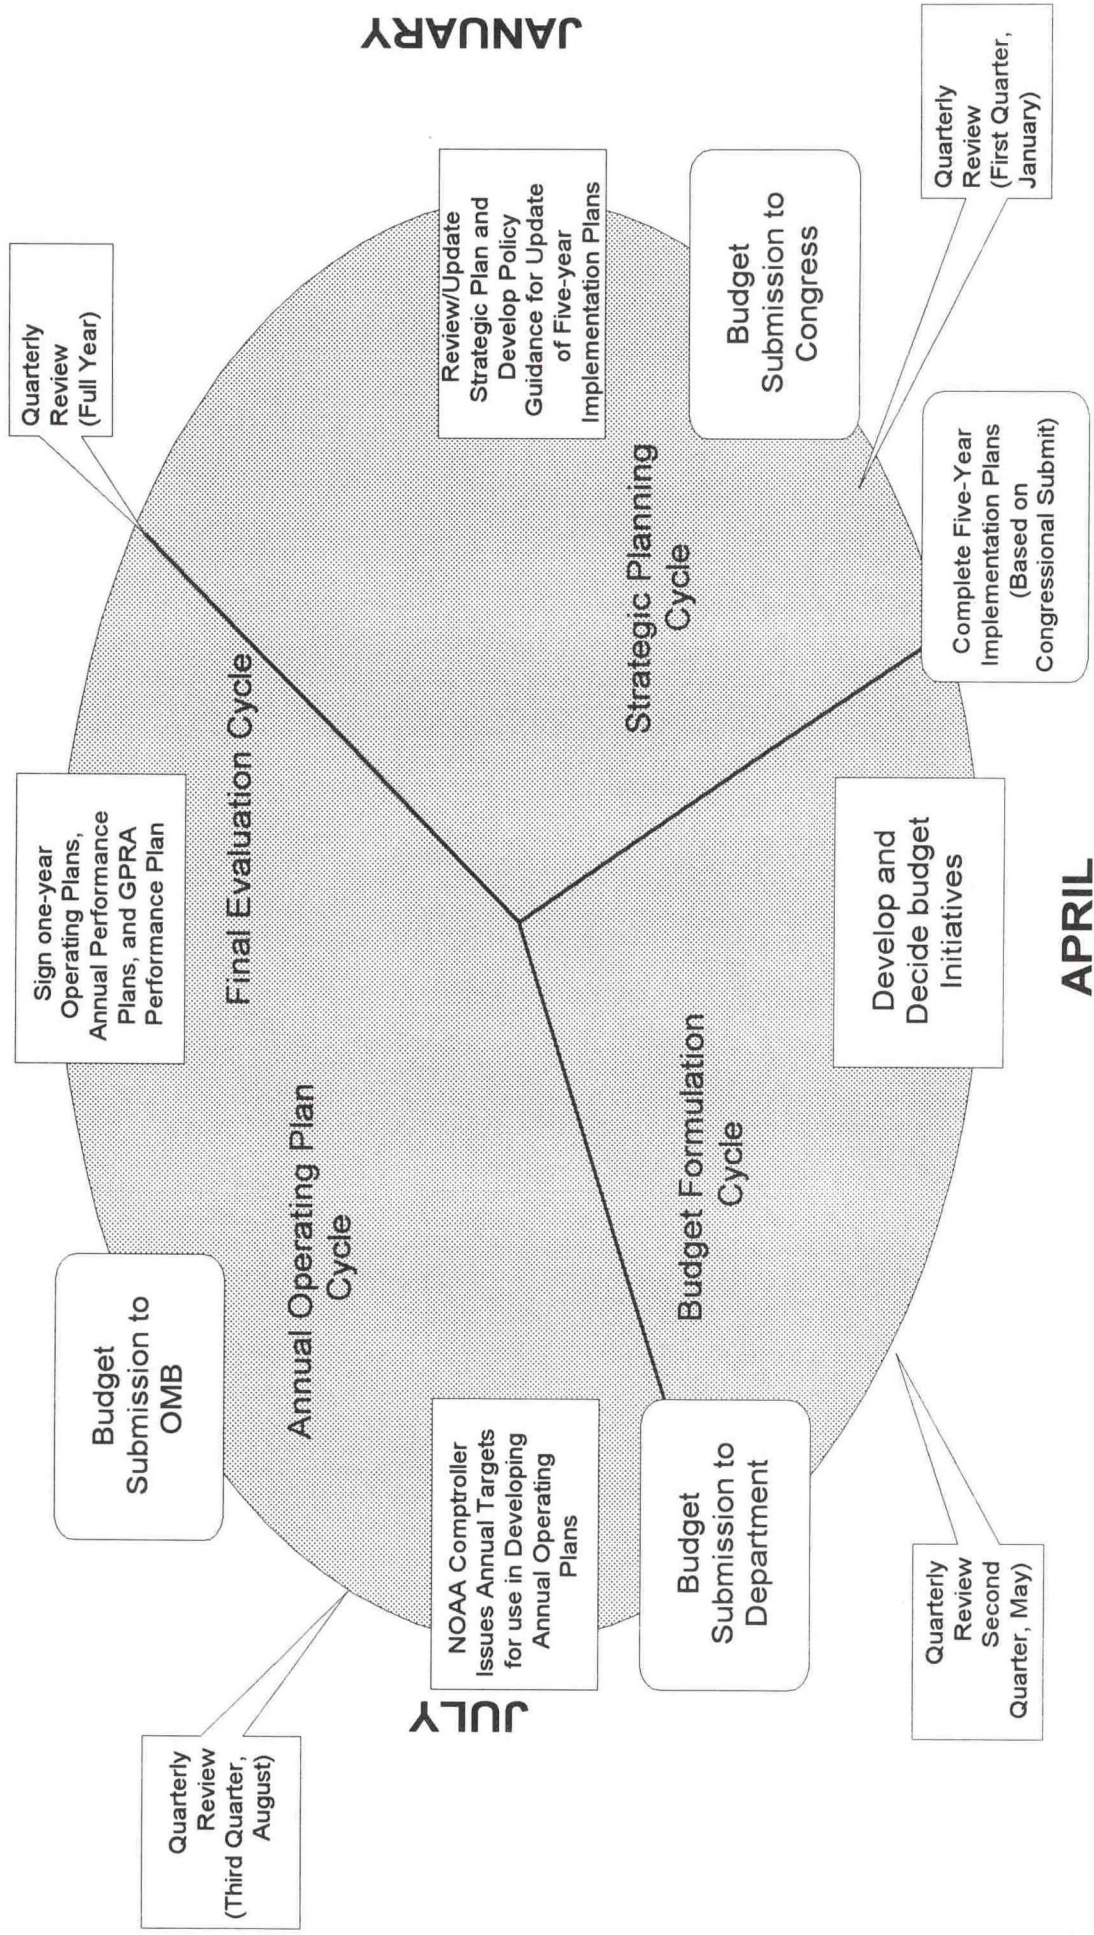 Quarterly
Review
(Full Year)
Sign one-year
Operating Plans,
Annual Performance
Plans, and GPRA
Performance Plan
Budget
Submission to
OMB
Quarterly
Review
(Third Quarter,
August)
Final Evaluation Cycle
Annual Operating Plan
Cycle
JANUARY
Review/Update
Strategic Plan and
Develop Policy
Guidance for Update
of Five-year
Implementation Plans
JULY
NOAA Comptroller
Issues Annual Targets
for use in Developing
Annual Operating
Plans
Strategic Planning
Cycle
Budget Formulation
Cycle
Budget
Submission to
Congress
Budget
Submission to
Department
Develop and
Decide budget
Initiatives
Complete Five-Year
Implementation Plans
(Based on
Congressional Submit)
Quarterly
Review
(First Quarter,
January)
Quarterly
Review
Second
Quarter, May)
APRIL